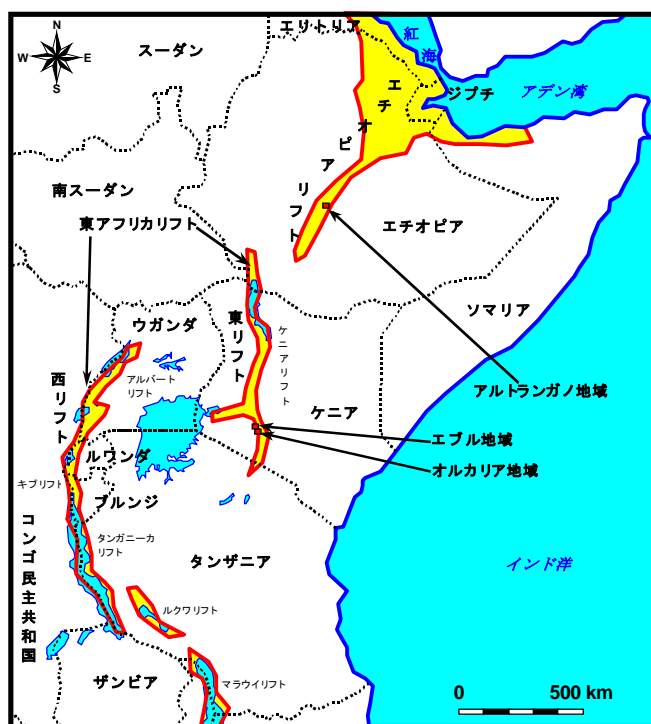 N
W E
S
エリトリア
スーダン
紅海
ジプチ
アデン湾
エチオピアリフト
南スーダン
東アフリカリフト
エチオピア
ソマリア
ウガンダ
東リフト
ケニアリフト
アルバート
リフト
西リフト
ケニア
アルトランガノ地域
エブル地域
オルカリア地域
ルワンダ
キブリフト
ブルンジ
コンゴ民主共和国
タンガニーカ
リフト
タンザニア
インド洋
ルクワリフト
ザンビア
マラウイリフト
0 500 km